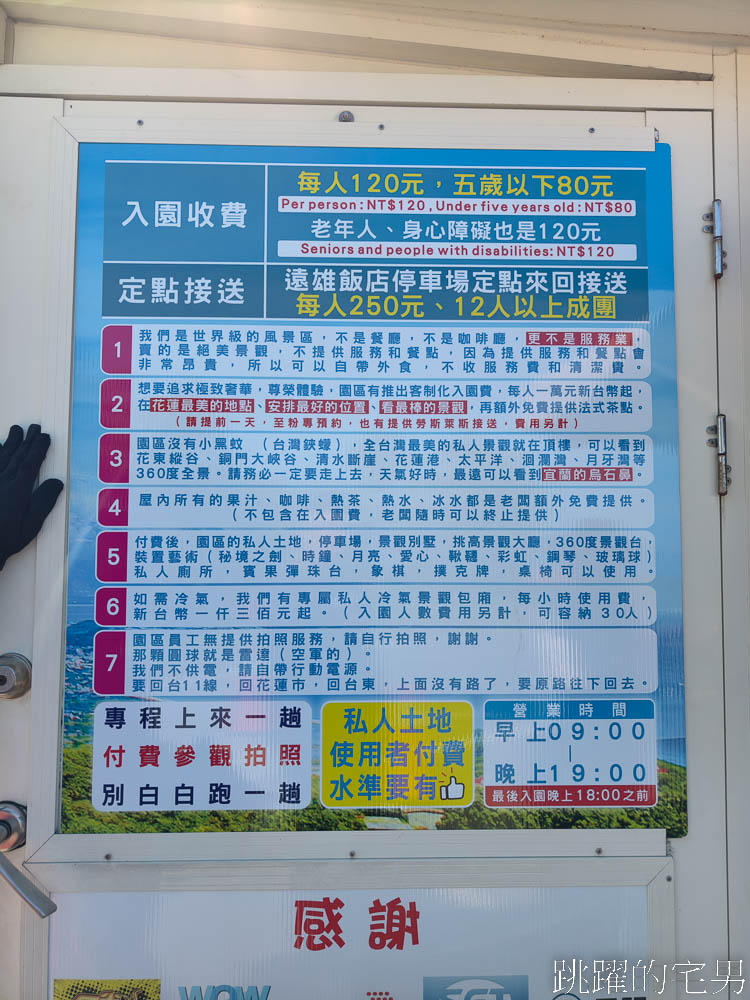 入園收費
每人120元，五歲以下80元
Per person:NT$120,Under five years old:NT$80
老年人、身心障礙也是120元
Seniors and people with disabilities:NT$120
定點接送
遠雄飯店停車場定點來回接送
每人250元、12人以上成團
1
我們是世界級的風景區，不是餐廳，不是咖啡廳，更不是服務業，
賣的是絕美景觀，不提供服務和餐點，因為提供服務和餐點會
非常昂貴，所以可以自帶外食，不收服務費和清潔費。
2
想要追求極致奢華，尊榮體驗，園區有推出客制化入園費，每人一萬元新台幣起，
在花蓮最美的地點、安排最好的位置、看最棒的景觀，再額外免費提供法式茶點。
（請提前一天，至粉專預約，也有提供勞斯萊斯接送，費用另計）
3
園區沒有小黑蚊（台灣鋏蠓），全台灣最美的私人景觀就在頂樓，可以看到
花東縱谷、銅門大峽谷、清水斷崖、花蓮港、太平洋、洄瀾灣、月牙灣等
360度全景。請務必一定要走上去，天氣好時，最遠可以看到宜蘭的烏石鼻。
4
屋內所有的果汁、咖啡、熱茶、熱水、冰水都是老闆額外免費提供。
（不包含在入園費，老闆隨時可以終止提供）
5
付費後，園區的私人土地，停車場，景觀別墅，挑高景觀大廳，360度景觀台，
裝置藝術（秘境之劍、時鐘、月亮、愛心、鞦韆、彩虹、鋼琴、玻璃球）
私人廁所，賓果彈珠台，象棋，撲克牌，桌椅可以使用。
6
如需冷氣，我們有專屬私人冷氣景觀包廂，每小時使用費，
新台幣一仟三佰元起。（入園人數費用另計，可容納30人）
7
園區員工無提供拍照服務，請自行拍照，謝謝。
那顆圓球就是雷達（空軍的）。
我們不供電，請自帶行動電源。
要回台11線，回花蓮市，回台東，上面沒有路了，要原路往下回去。
專程上來一趟
付費參觀拍照
別白白跑一趟
私人土地
使用者付費
水準要有
營業時間
早上09:00
|
晚上19:00
最後入園晚上18:00之前
感謝
WOW
跳躍的宅男